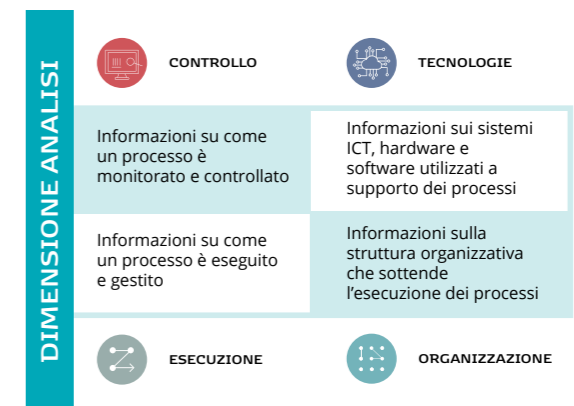 DIMENSIONE ANALISI
CONTROLLO
TECNOLOGIE
Informazioni su come
un processo è
monitorato e controllato
Informazioni sui sistemi
ICT, hardware e
software utilizzati a
supporto dei processi
Informazioni su come
un processo è eseguito
e gestito
Informazioni sulla
struttura organizzativa
che sottende
l’esecuzione dei processi
ESECUZIONE
ORGANIZZAZIONE